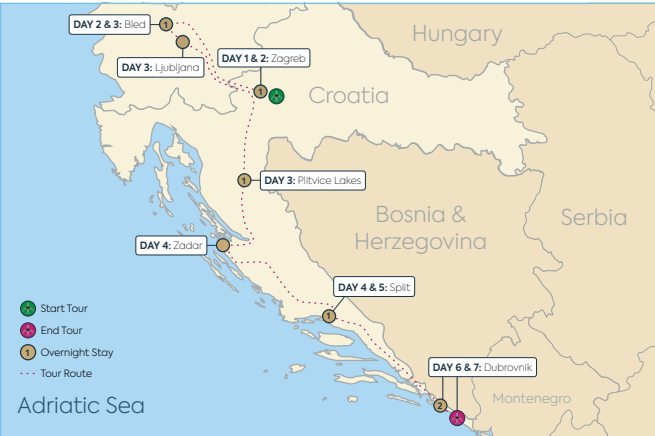 Hungary
DAY 2 & 3: Bled
1
DAY 3: Ljubljana
DAY 1 & 2: Zagreb
1
Croatia
1
DAY 3: Plitvice Lakes
Bosnia &
Herzegovina
Serbia
DAY 4: Zadar
DAY 4 & 5: Split
1
Start Tour
End Tour
1
Overnight Stay
Tour Route
DAY 6 & 7: Dubrovnik
2
Montenegro
Adriatic Sea